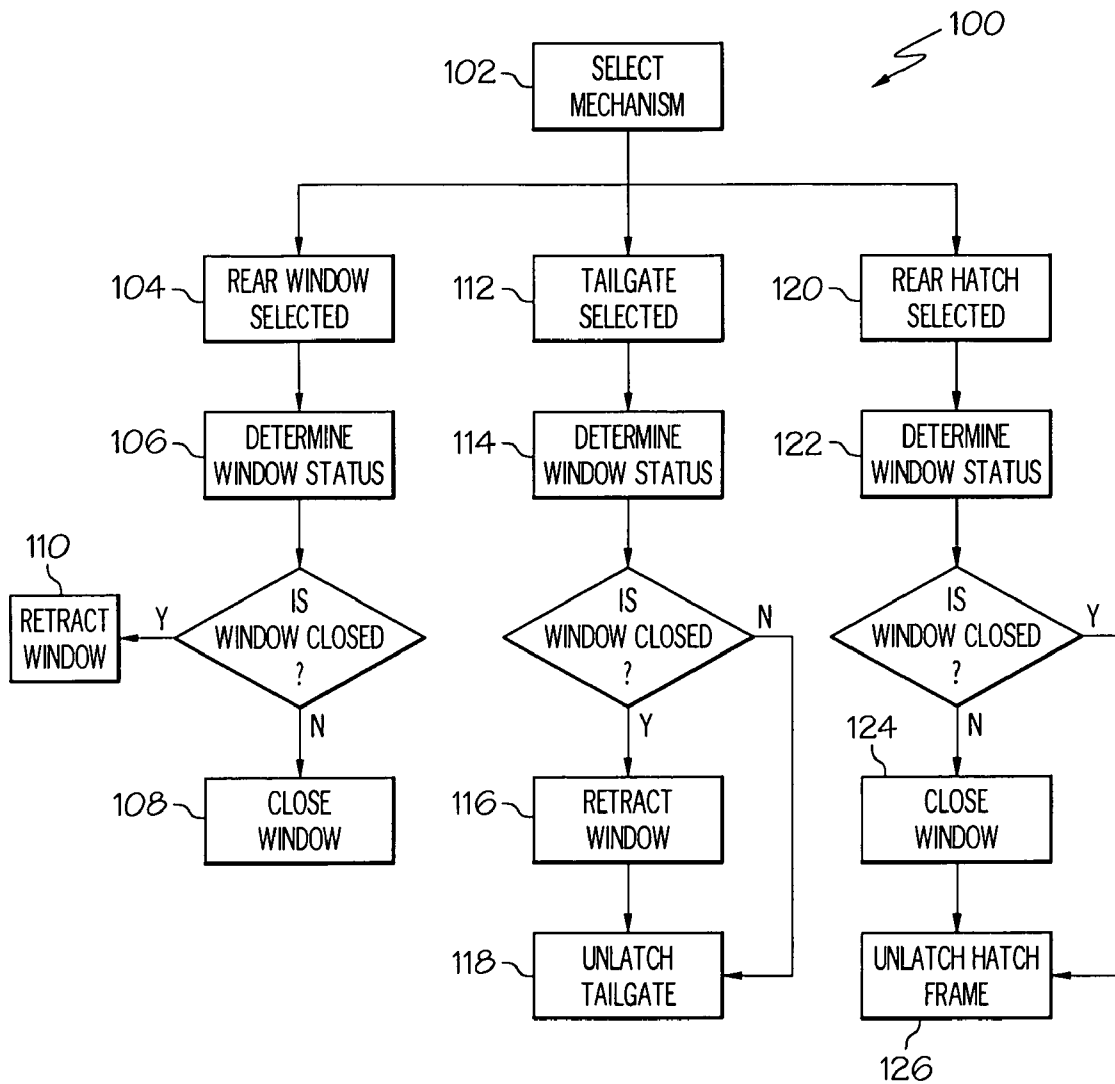 100
102
SELECT
MECHANISM
104
REAR WINDOW
SELECTED
112
TAILGATE
SELECTED
120
REAR HATCH
SELECTED
106
DETERMINE
WINDOW STATUS
114
DETERMINE
WINDOW STATUS
122
DETERMINE
WINDOW STATUS
110
RETRACT
WINDOW
Y
IS
WINDOW CLOSED
?
N
IS
WINDOW CLOSED
?
N
Y
IS
WINDOW CLOSED
?
Y
N
108
CLOSE
WINDOW
116
RETRACT
WINDOW
124
CLOSE
WINDOW
118
UNLATCH
TAILGATE
UNLATCH HATCH
FRAME
126